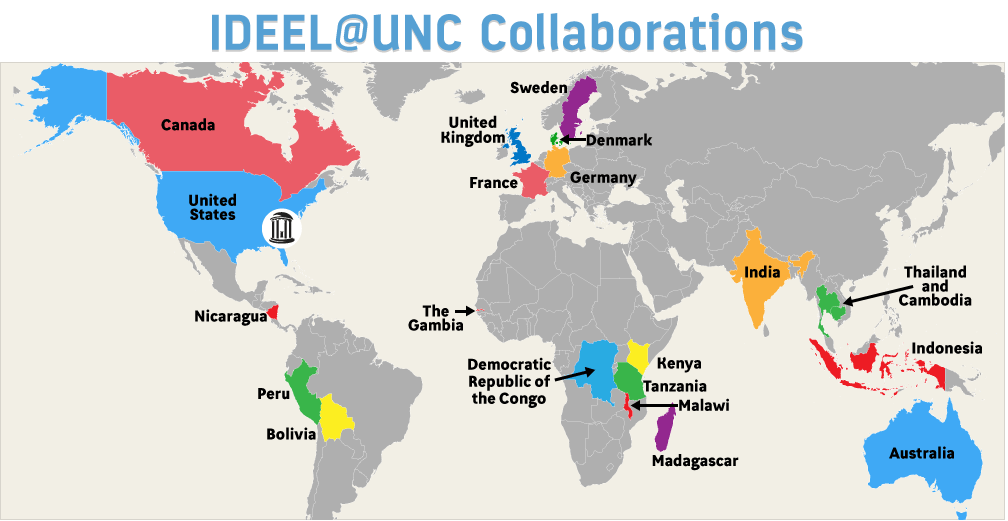 IDEEL@UNC Collaborations
Sweden
United
Kingdom
Denmark
Canada
France
Germany
United
States
India
Thailand
and
Cambodia
The
Gambia
Nicaragua
Indonesia
Democratic
Republic of
the Congo
Kenya
Tanzania
Malawi
Peru
Bolivia
Madagascar
Australia